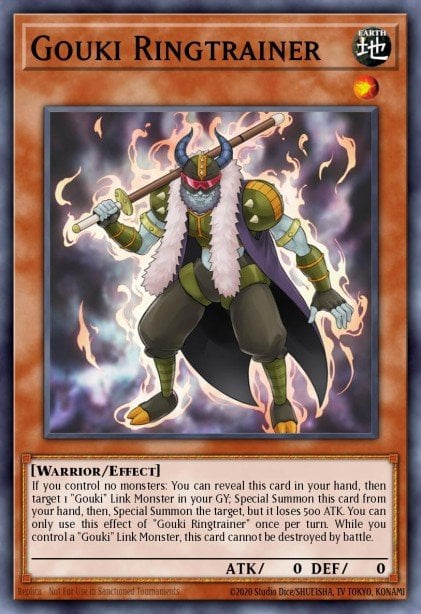 GOUKI RINGTRAINER
EARTH
地
[WARRIOR/EFFECT]
If you control no monsters: You can reveal this card in your hand, then
target 1 "Gouki" Link Monster in your GY; Special Summon this card from
your hand, then, Special Summon the target, but it loses 500 ATK. You can
only use this effect of "Gouki Ringtrainer" once per turn. While you
control a "Gouki" Link Monster, this card cannot be destroyed by battle.
ATK/ 0 DEF/ 0
Replica - Not For Use in Sanctioned Tournaments ©2020 Studio Dice/SHUEISHA, TV TOKYO, KONAMI